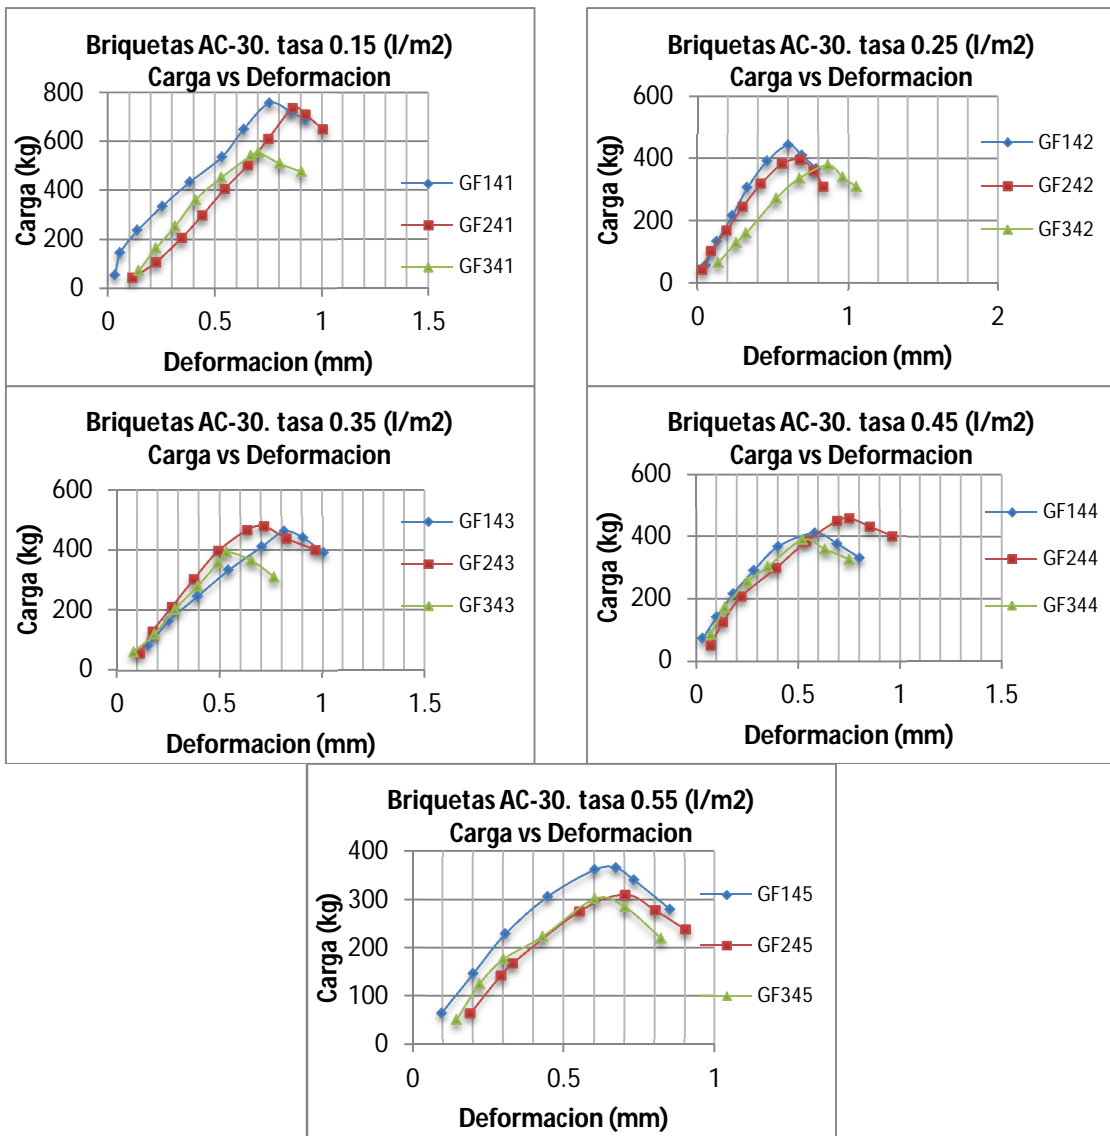 Briquetas AC-30. tasa 0.15 (l/m2)
Carga vs Deformacion
800
600
400
200
0
Carga (kg)
0 0.5 1 1.5
Deformacion (mm)
GF141
GF241
GF341
Briquetas AC-30. tasa 0.25 (l/m2)
Carga vs Deformacion
600
400
200
0
Carga (kg)
0 1 2
Deformacion (mm)
GF142
GF242
GF342
Briquetas AC-30. tasa 0.35 (l/m2)
Carga vs Deformacion
600
400
200
0
Carga (kg)
0 0.5 1 1.5
Deformacion (mm)
GF143
GF243
GF343
Briquetas AC-30. tasa 0.45 (l/m2)
Carga vs Deformacion
600
400
200
0
Carga (kg)
0 0.5 1 1.5
Deformacion (mm)
GF144
GF244
GF344
Briquetas AC-30. tasa 0.55 (l/m2)
Carga vs Deformacion
400
300
200
100
0
Carga (kg)
0 0.5 1
Deformacion (mm)
GF145
GF245
GF345